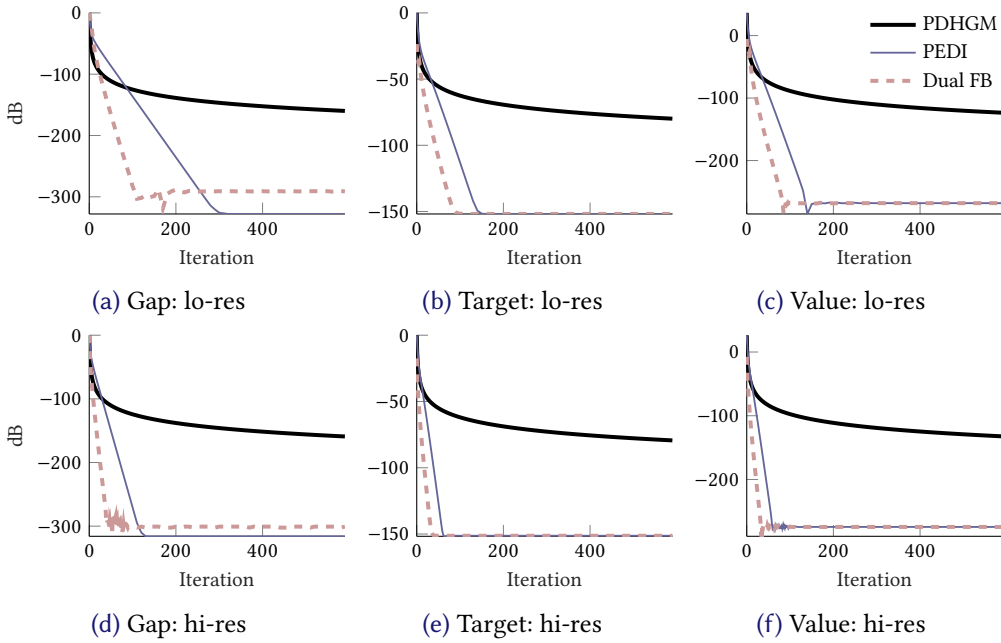 0
−100
−200
−300
dB
0 200 400
Iteration
(a) Gap: lo-res
0
−50
−100
−150
0 200 400
Iteration
(b) Target: lo-res
0
−100
−200
0 200 400
Iteration
(c) Value: lo-res
PDHGM
PEDI
Dual FB
0
−100
−200
−300
dB
0 200 400
Iteration
(d) Gap: hi-res
0
−50
−100
−150
0 200 400
Iteration
(e) Target: hi-res
0
−100
−200
0 200 400
Iteration
(f) Value: hi-res